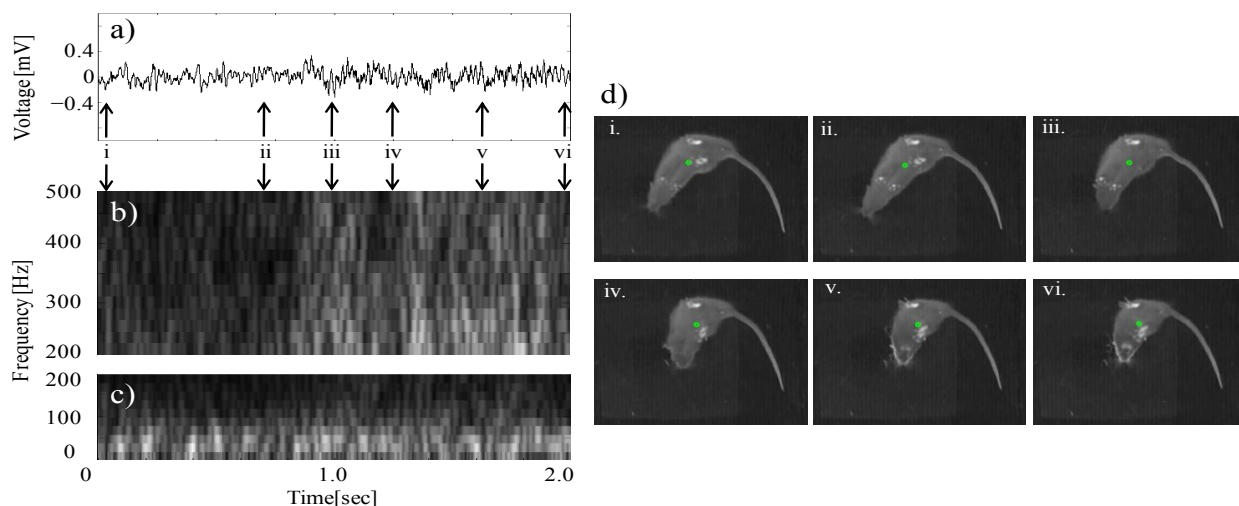 a)
Voltage[mV]
0.4
0
−0.4
i ii iii iv v vi
b)
Frequency[Hz]
500
400
300
200
c)
200
100
0
0 1.0 2.0
Time[sec]
d)
i. ii. iii.
iv. v. vi.